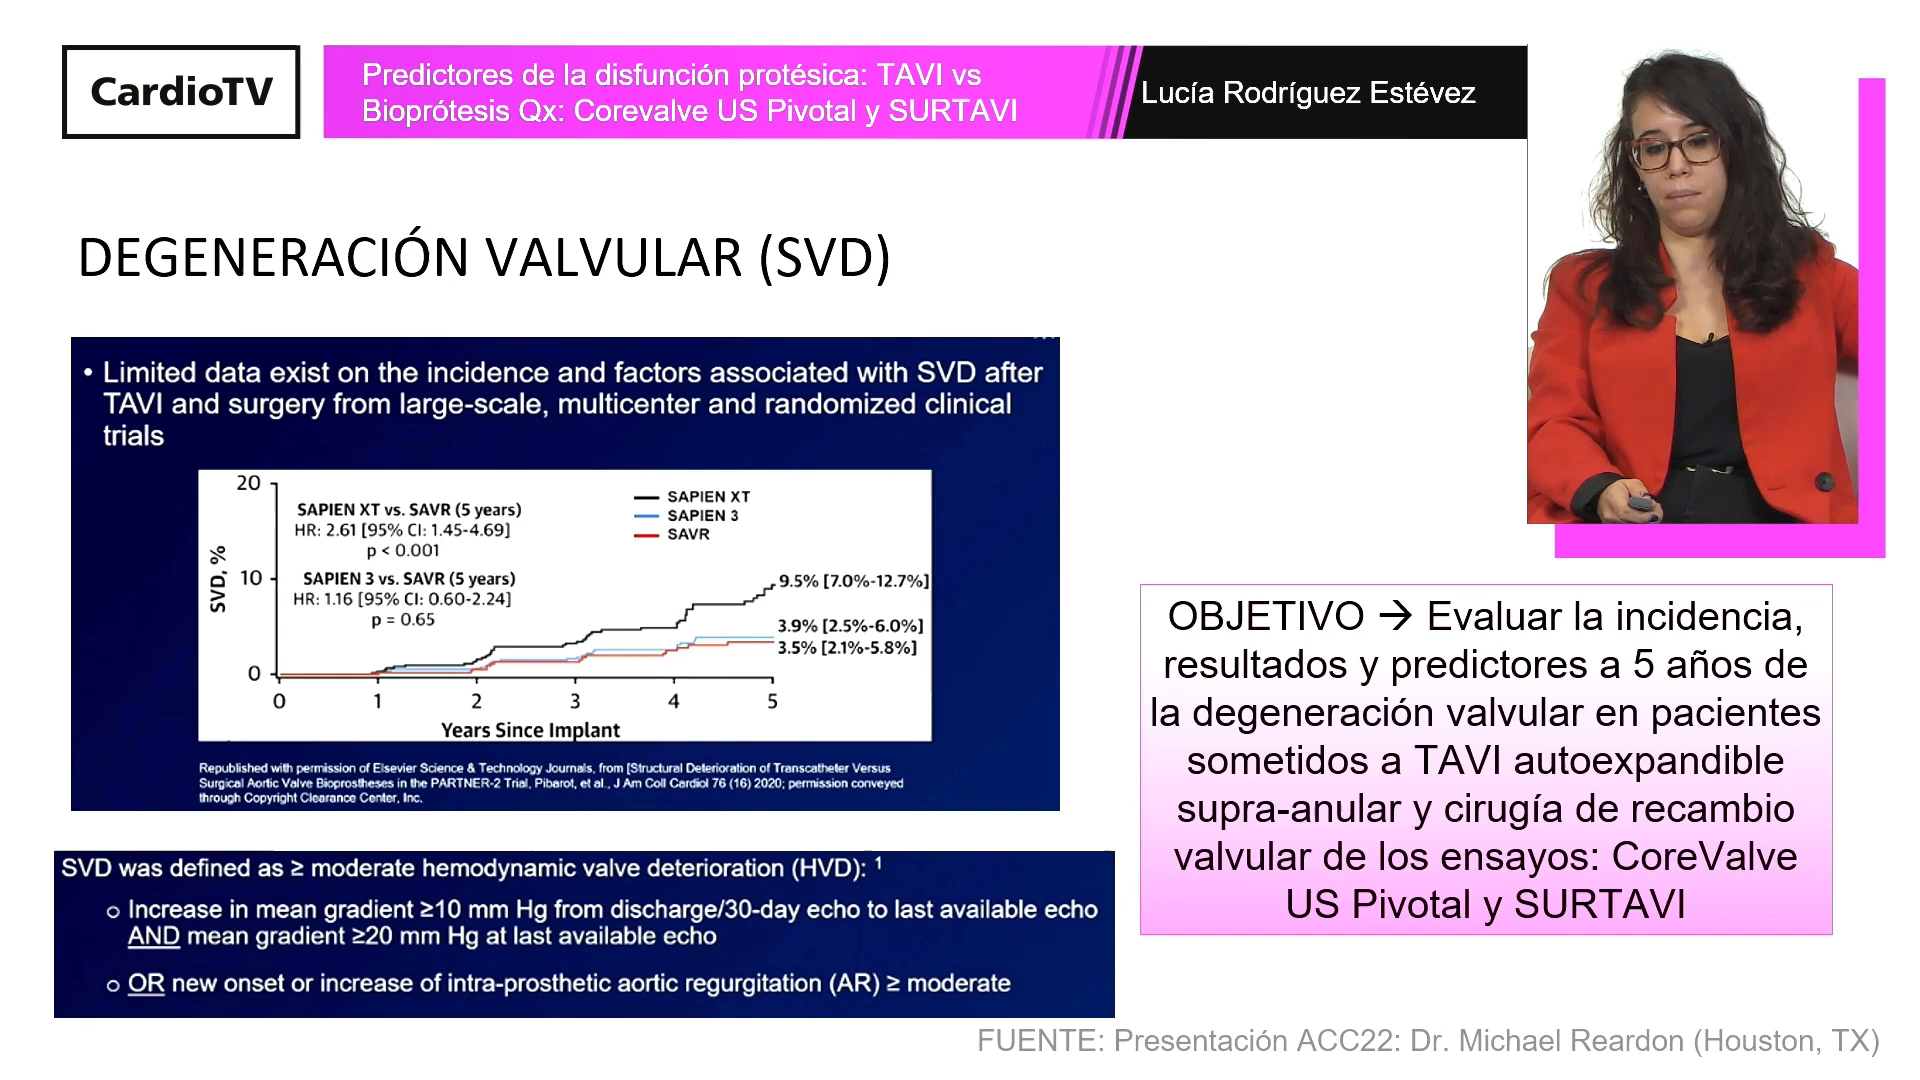 CardioTV
Predictores de la disfunción protésica: TAVI vs
Bioprótesis Qx: Corevalve US Pivotal y SURTAVI
Lucía Rodríguez Estévez
DEGENERACIÓN VALVULAR (SVD)
• Limited data exist on the incidence and factors associated with SVD after
TAVI and surgery from large-scale, multicenter and randomized clinical
trials
20
10
0
SVD, %
SAPIEN XT vs. SAVR (5 years)
HR: 2.61 [95% CI: 1.45-4.69]
p < 0.001
SAPIEN 3 vs. SAVR (5 years)
HR: 1.16 [95% CI: 0.60-2.24]
p = 0.65
SAPIEN XT
SAPIEN 3
SAVR
9.5% [7.0%-12.7%]
3.9% [2.5%-6.0%]
3.5% [2.1%-5.8%]
0 1 2 3 4 5
Years Since Implant
Republished with permission of Elsevier Science & Technology Journals, from [Structural Deterioration of Transcatheter Versus
Surgical Aortic Valve Bioprostheses in the PARTNER-2 Trial, Pibarot, et al., J Am Coll Cardiol 76 (16) 2020; permission conveyed
through Copyright Clearance Center, Inc.
SVD was defined as ≥ moderate hemodynamic valve deterioration (HVD): 1
o Increase in mean gradient ≥10 mm Hg from discharge/30-day echo to last available echo
AND mean gradient ≥20 mm Hg at last available echo
o OR new onset or increase of intra-prosthetic aortic regurgitation (AR) ≥ moderate
OBJETIVO → Evaluar la incidencia,
resultados y predictores a 5 años de
la degeneración valvular en pacientes
sometidos a TAVI autoexpandible
supra-anular y cirugía de recambio
valvular de los ensayos: CoreValve
US Pivotal y SURTAVI
FUENTE: Presentación ACC22: Dr. Michael Reardon (Houston, TX)